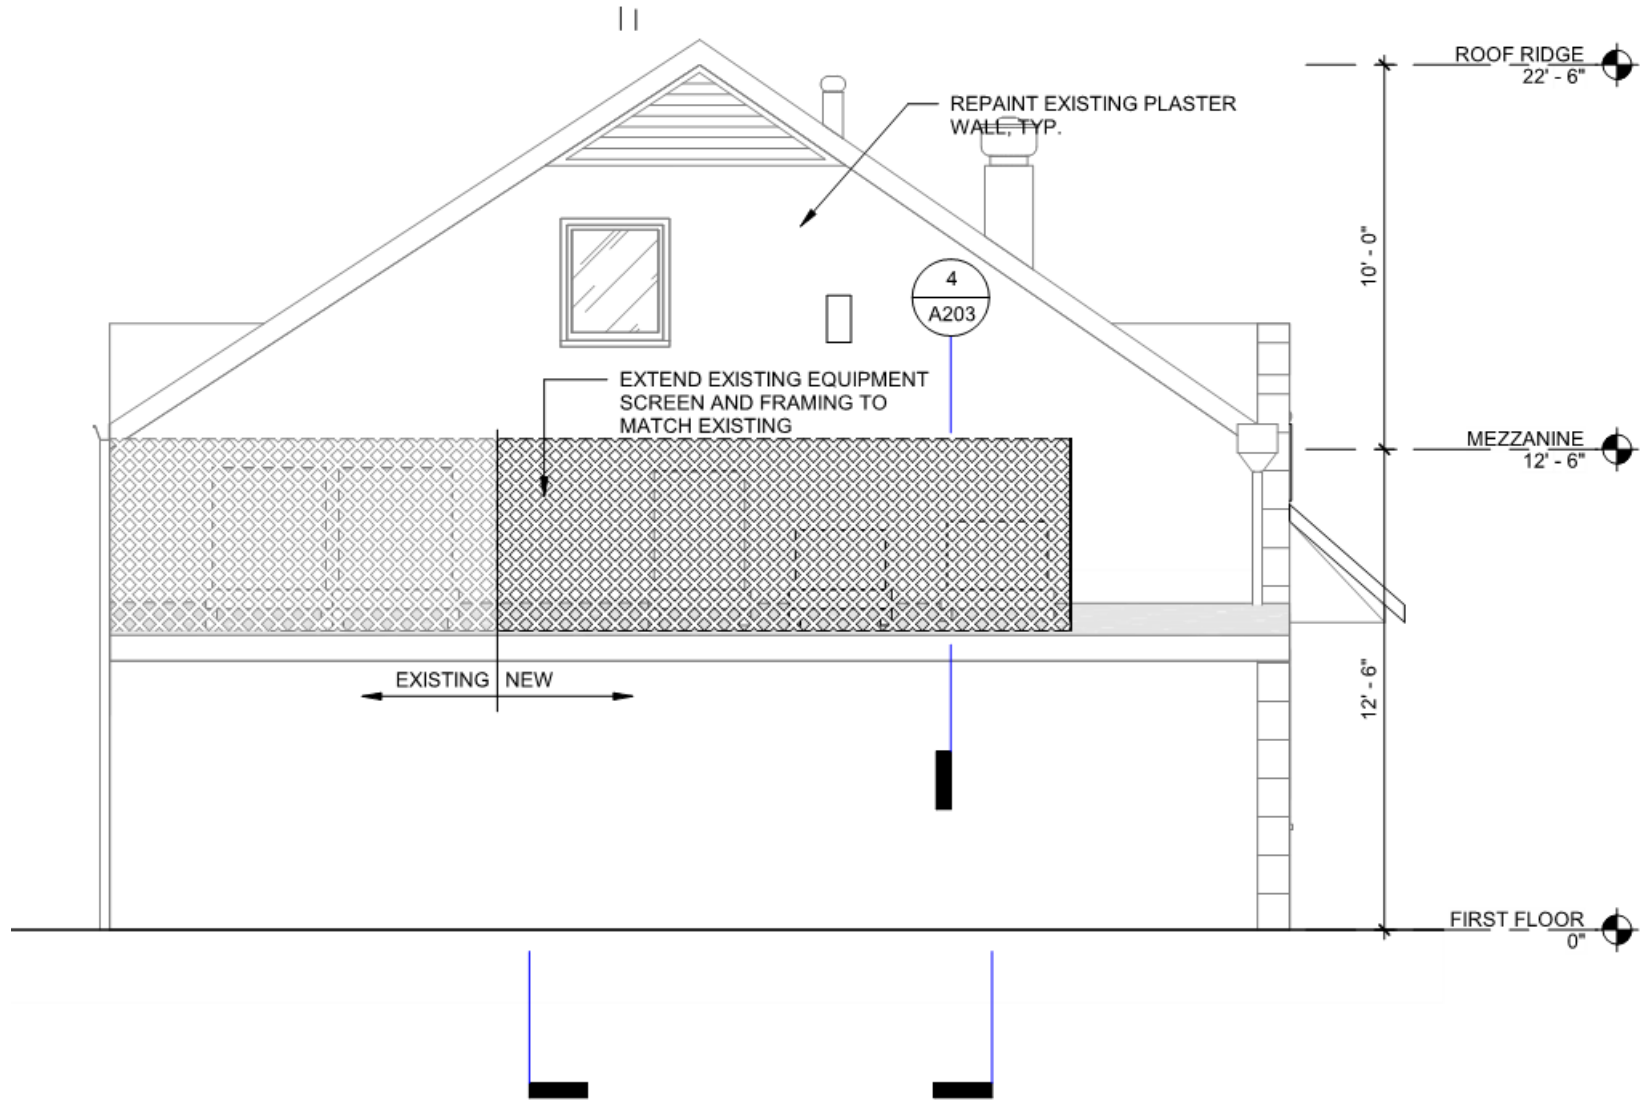 ROOF RIDGE
22' - 6"
REPAINT EXISTING PLASTER
WALL, TYP.
10' - 0"
4
A203
EXTEND EXISTING EQUIPMENT
SCREEN AND FRAMING TO
MATCH EXISTING
MEZZANINE
12' - 6"
EXISTING NEW
12' - 6"
FIRST FLOOR
0"